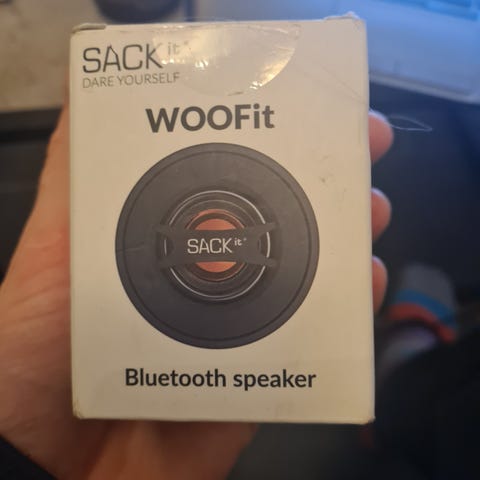 SACKit
DARE YOURSELF
WOOFit
SACKit
Bluetooth speaker